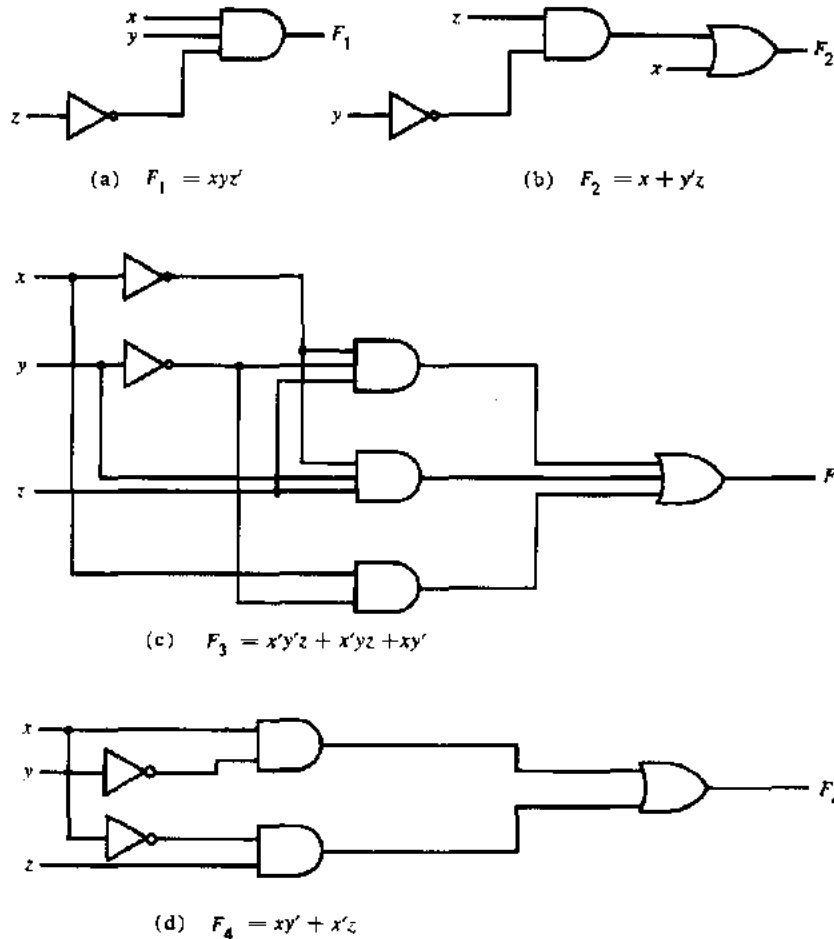 x
y
F1
z
(a) F1 = xyz'
z
x
F2
y
(b) F2 = x + y'z
x
y
z
F
(c) F3 = x'y'z + x'yz + xy'
x
y
z
(d) F4 = xy' + x'z